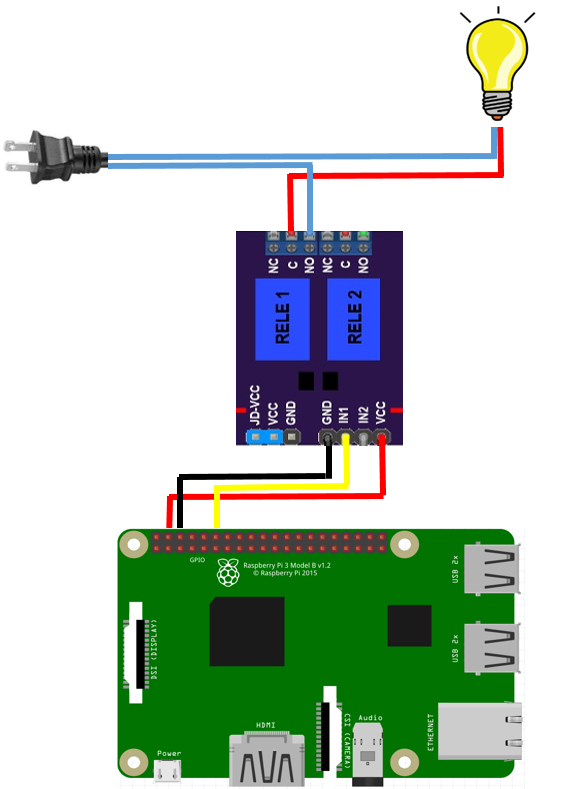 NC C NO NC C NO
RELE 1 RELE 2
JD-VCC VCC GND GND IN1 IN2 VCC
GPIO
Raspberry Pi 3 Model B v1.2
© Raspberry Pi 2015
USB 2x
USB 2x
DSI (DISPLAY)
ETHERNET
CSI (CAMERA)
Audio
HDMI
Power